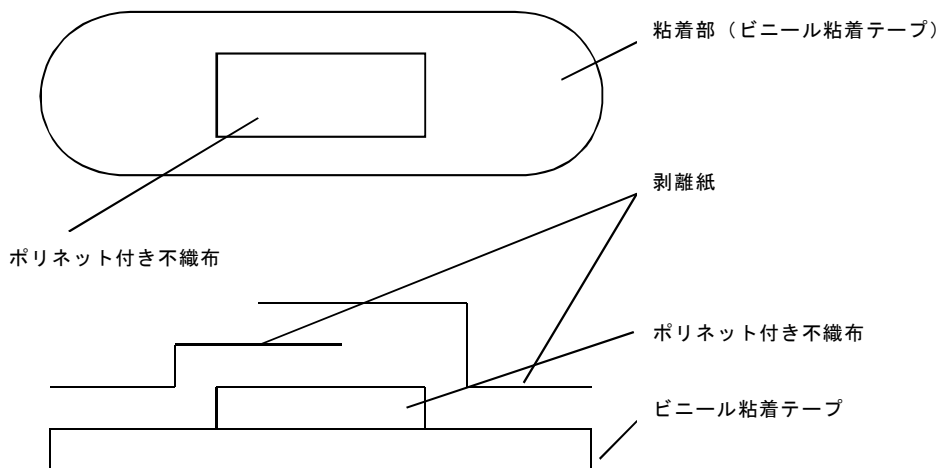 粘着部（ビニール粘着テープ）
剥離紙
ポリネット付き不織布
ポリネット付き不織布
ビニール粘着テープ